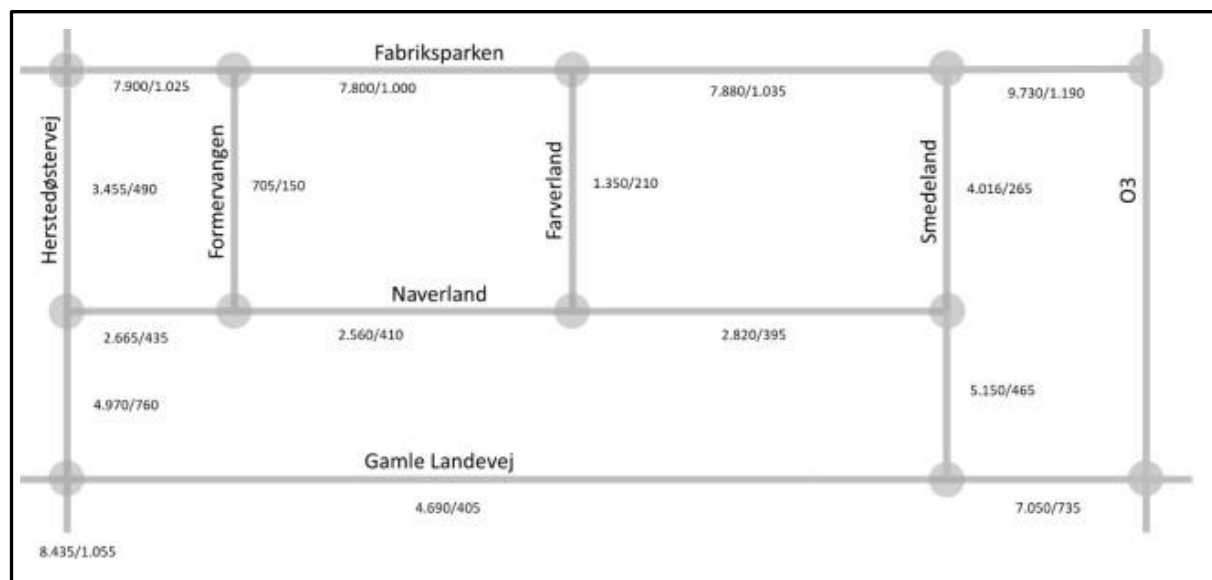 Fabriksparken
7.900/1.025
7.800/1.000
7.880/1.035
9.730/1.190
Herstedøstervej
3.455/490
Formervangen
705/150
Farverland
1.350/210
Smedeland
4.016/265
O3
Naverland
2.665/435
2.560/410
2.820/395
4.970/760
5.150/465
Gamle Landevej
4.690/405
7.050/735
8.435/1.055